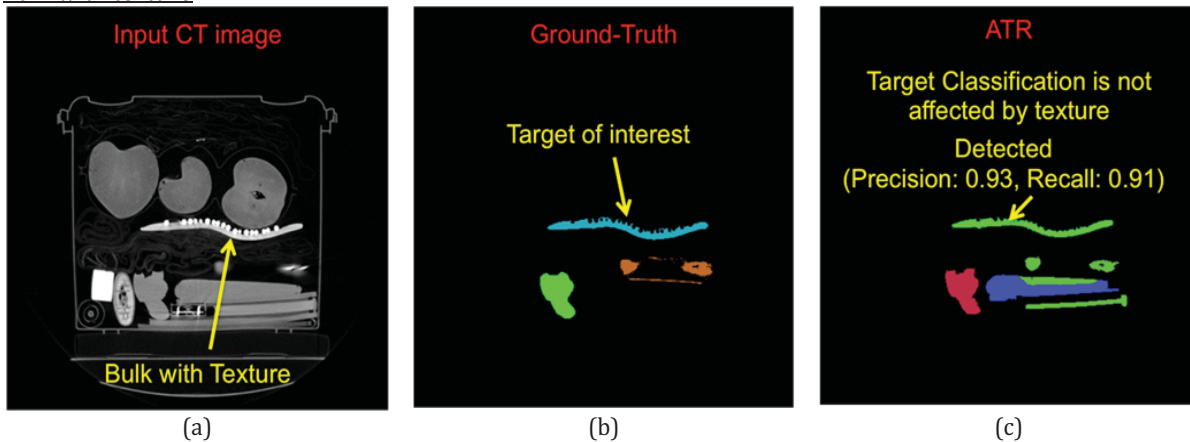 Input CT image
Bulk with Texture
(a)
Ground-Truth
Target of interest
(b)
ATR
Target Classification is not
affected by texture
Detected
(Precision: 0.93, Recall: 0.91)
(c)